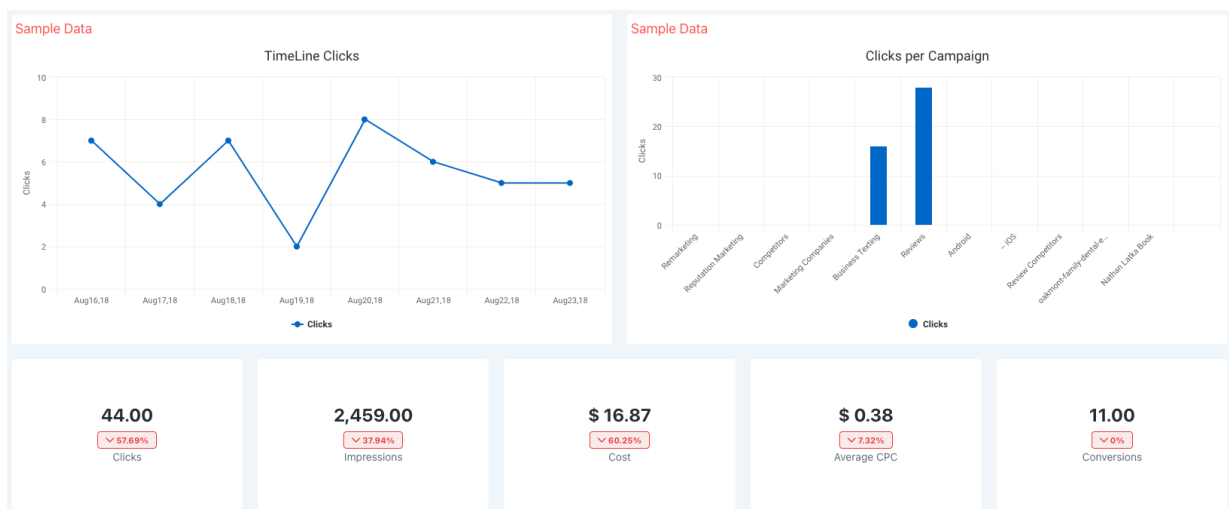 Sample Data
TimeLine Clicks
10
8
6
4
2
0
Clicks
Aug16,18 Aug17,18 Aug18,18 Aug19,18 Aug20,18 Aug21,18 Aug22,18 Aug23,18
Clicks
Sample Data
Clicks per Campaign
30
20
10
0
Clicks
Remarketing
Reputation Marketing
Competitors
Marketing Companies
Business Texting
Reviews
Android
_ iOS
Review Competitors
oakmont-family-dental-e…
Nathan Latka Book
Clicks
44.00
57.69%
Clicks
2,459.00
37.94%
Impressions
$ 16.87
60.25%
Cost
$ 0.38
7.32%
Average CPC
11.00
0%
Conversions